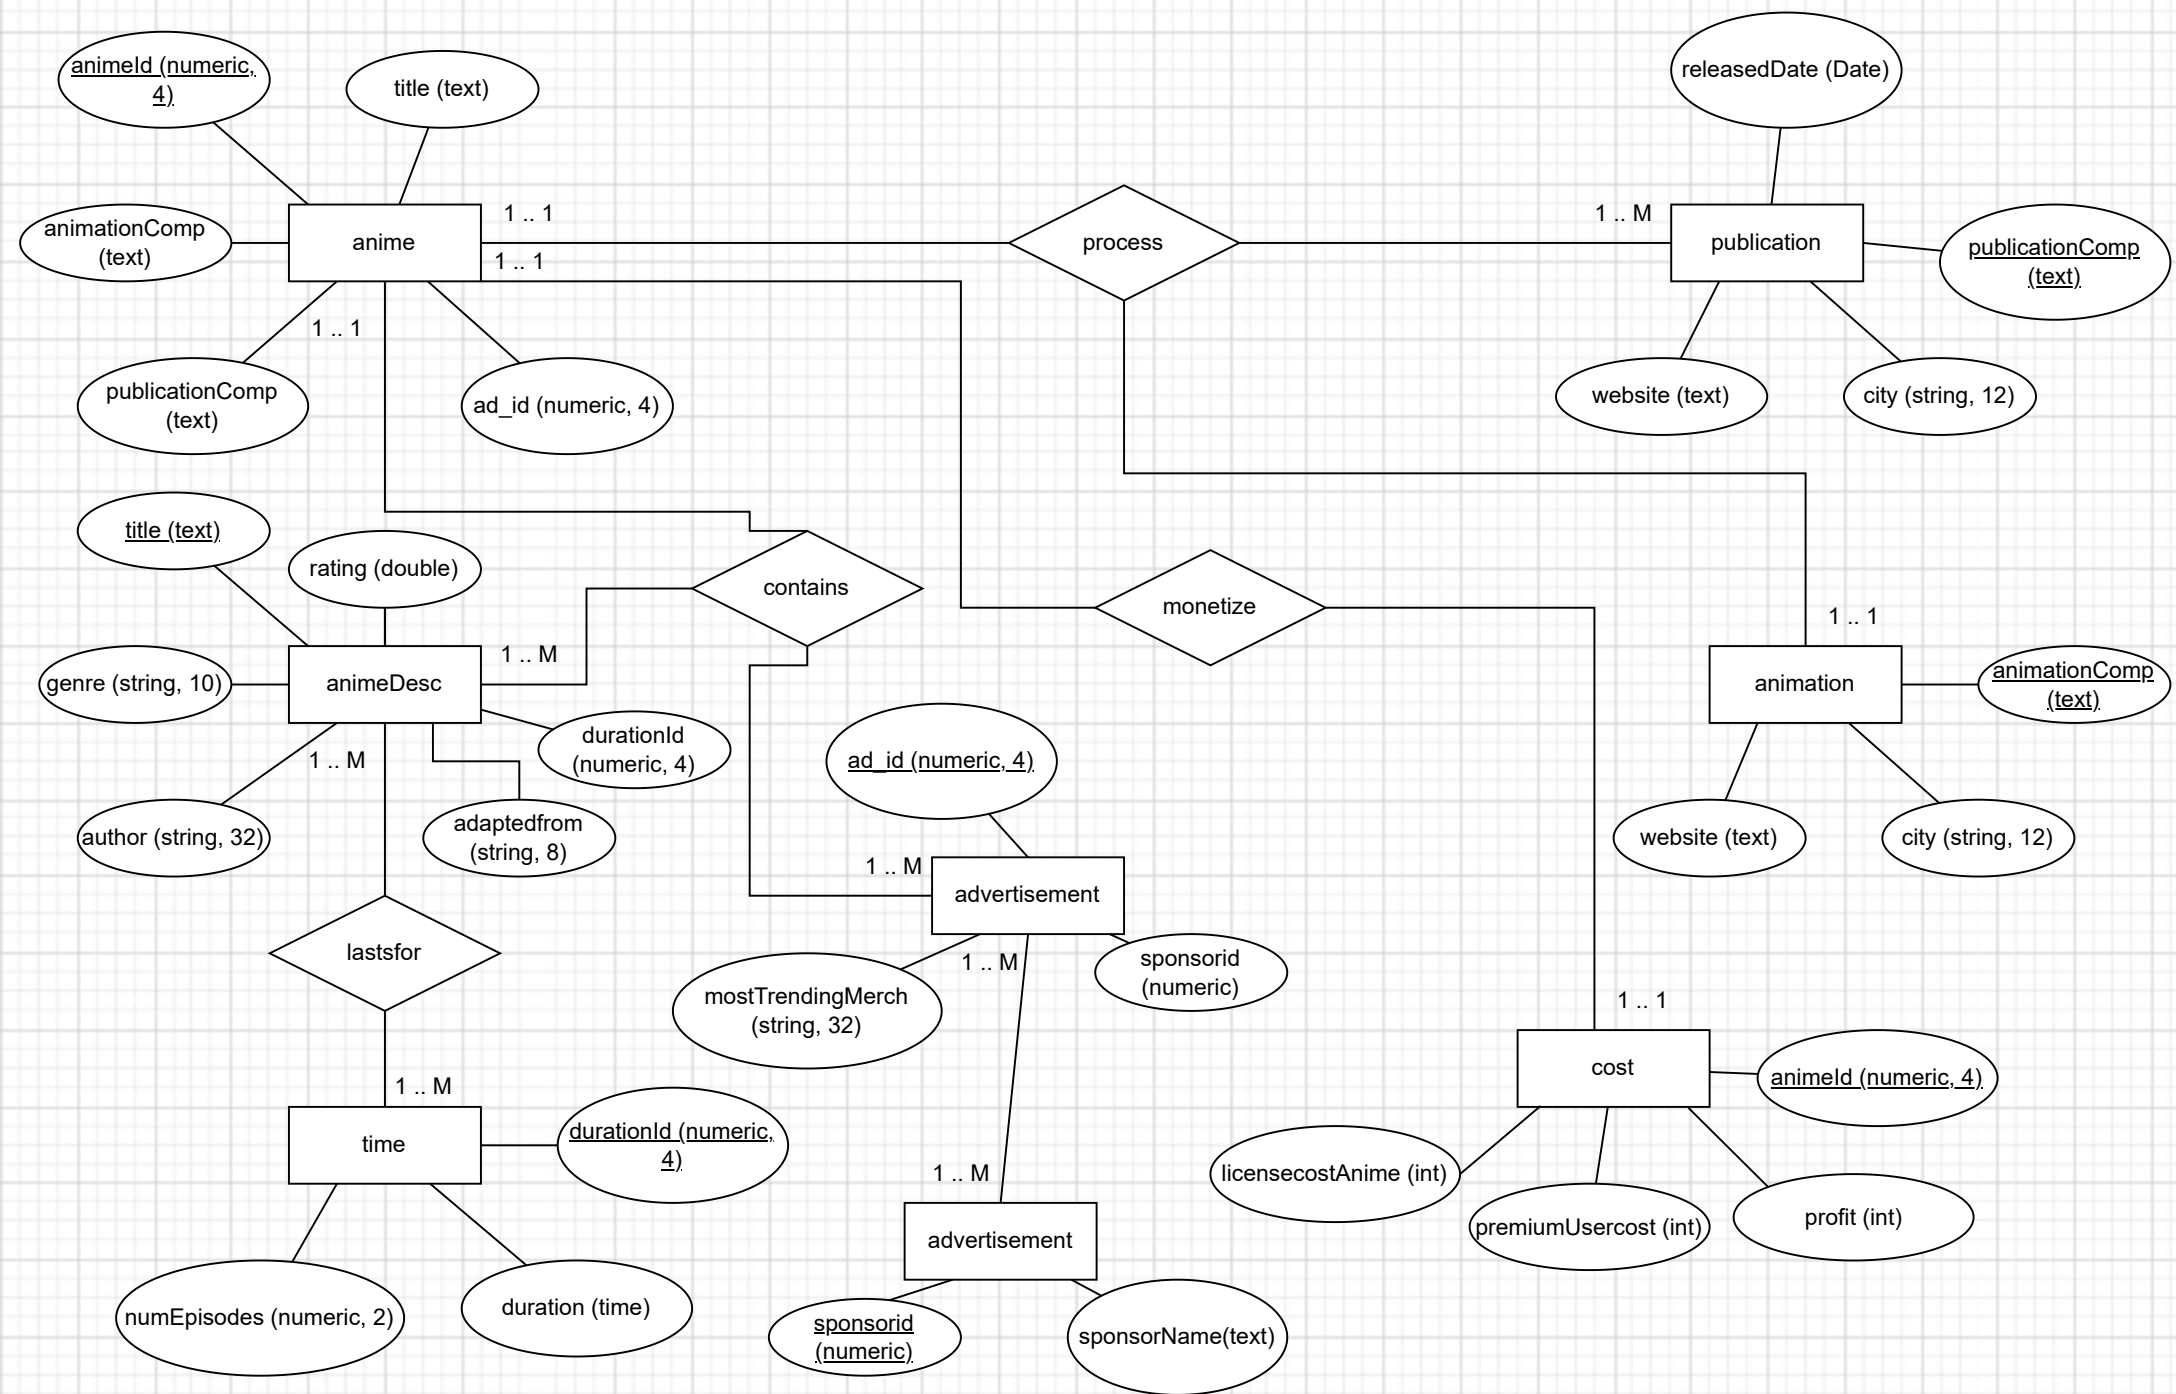 releasedDate (Date)
animeId (numeric,
4)
title (text)
animationComp
(text)
anime
1 .. 1
process
1 .. M
publication
publicationComp
(text)
1 .. 1
1 .. 1
publicationComp
(text)
ad_id (numeric, 4)
website (text)
city (string, 12)
title (text)
rating (double)
contains
monetize
1 .. 1
genre (string, 10)
animeDesc
1 .. M
animation
animationComp
(text)
durationId
(numeric, 4)
1 .. M
ad_id (numeric, 4)
author (string, 32)
adaptedfrom
(string, 8)
website (text)
city (string, 12)
1 .. M
advertisement
lastsfor
1 .. M
sponsorid
(numeric)
mostTrendingMerch
(string, 32)
1 .. 1
cost
animeId (numeric, 4)
1 .. M
time
durationId (numeric,
4)
1 .. M
licensecostAnime (int)
premiumUsercost (int)
profit (int)
advertisement
numEpisodes (numeric, 2)
duration (time)
sponsorid
(numeric)
sponsorName(text)